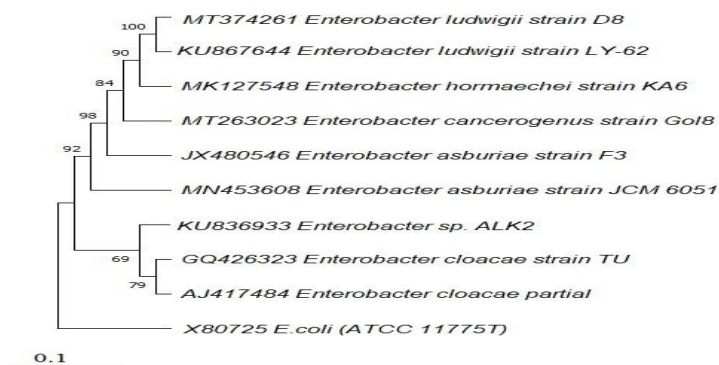 100
MT374261 Enterobacter ludwigii strain D8
KU867644 Enterobacter ludwigii strain LY-62
90
MK127548 Enterobacter hormaechei strain KA6
84
MT263023 Enterobacter cancerogenus strain Gol8
98
JX480546 Enterobacter asburiae strain F3
92
MN453608 Enterobacter asburiae strain JCM 6051
KU836933 Enterobacter sp. ALK2
69
GQ426323 Enterobacter cloacae strain TU
79
AJ417484 Enterobacter cloacae partial
X80725 E.coli (ATCC 11775T)
0.1